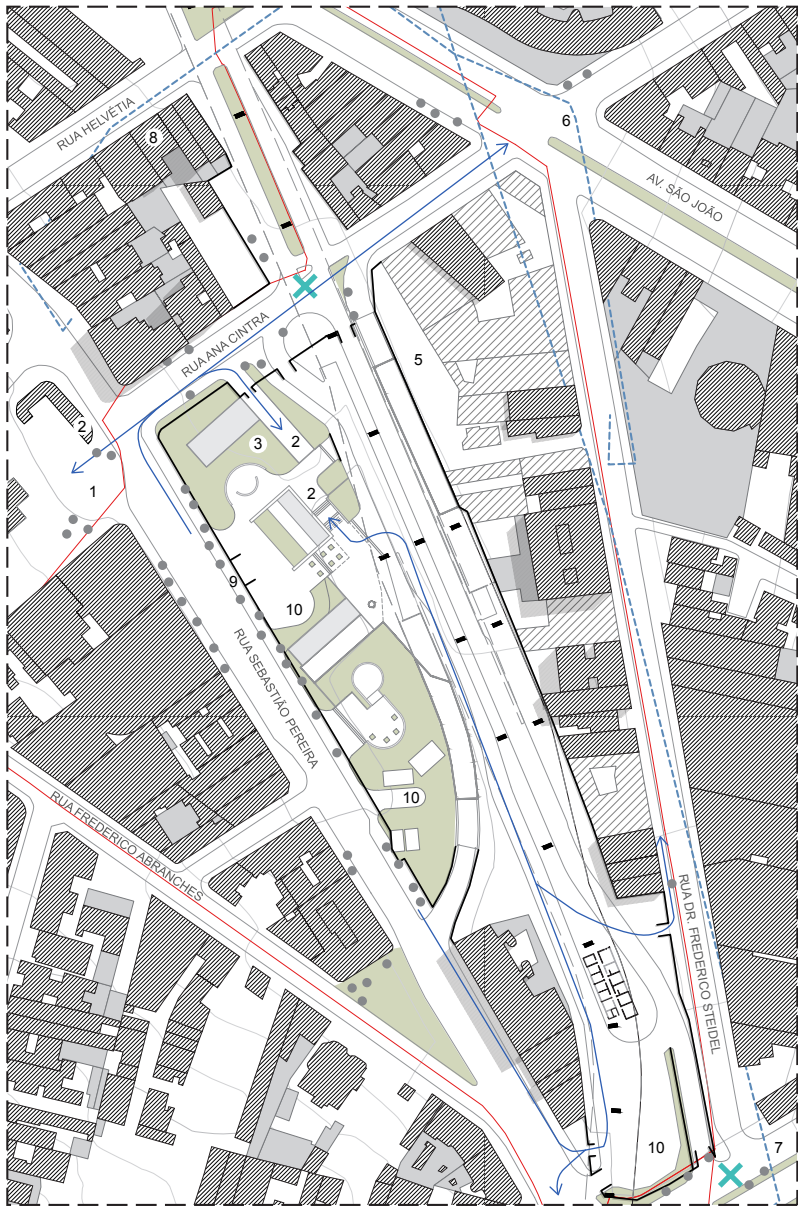 RUA HELVÉTIA
8
6
AV. SÃO JOÃO
RUA ANA CINTRA
5
2
3
2
1
2
9
10
RUA SEBASTIÃO PEREIRA
10
RUA FREDERICO ABRANCHES
RUA DR. FREDERICO STEIDEL
10
7